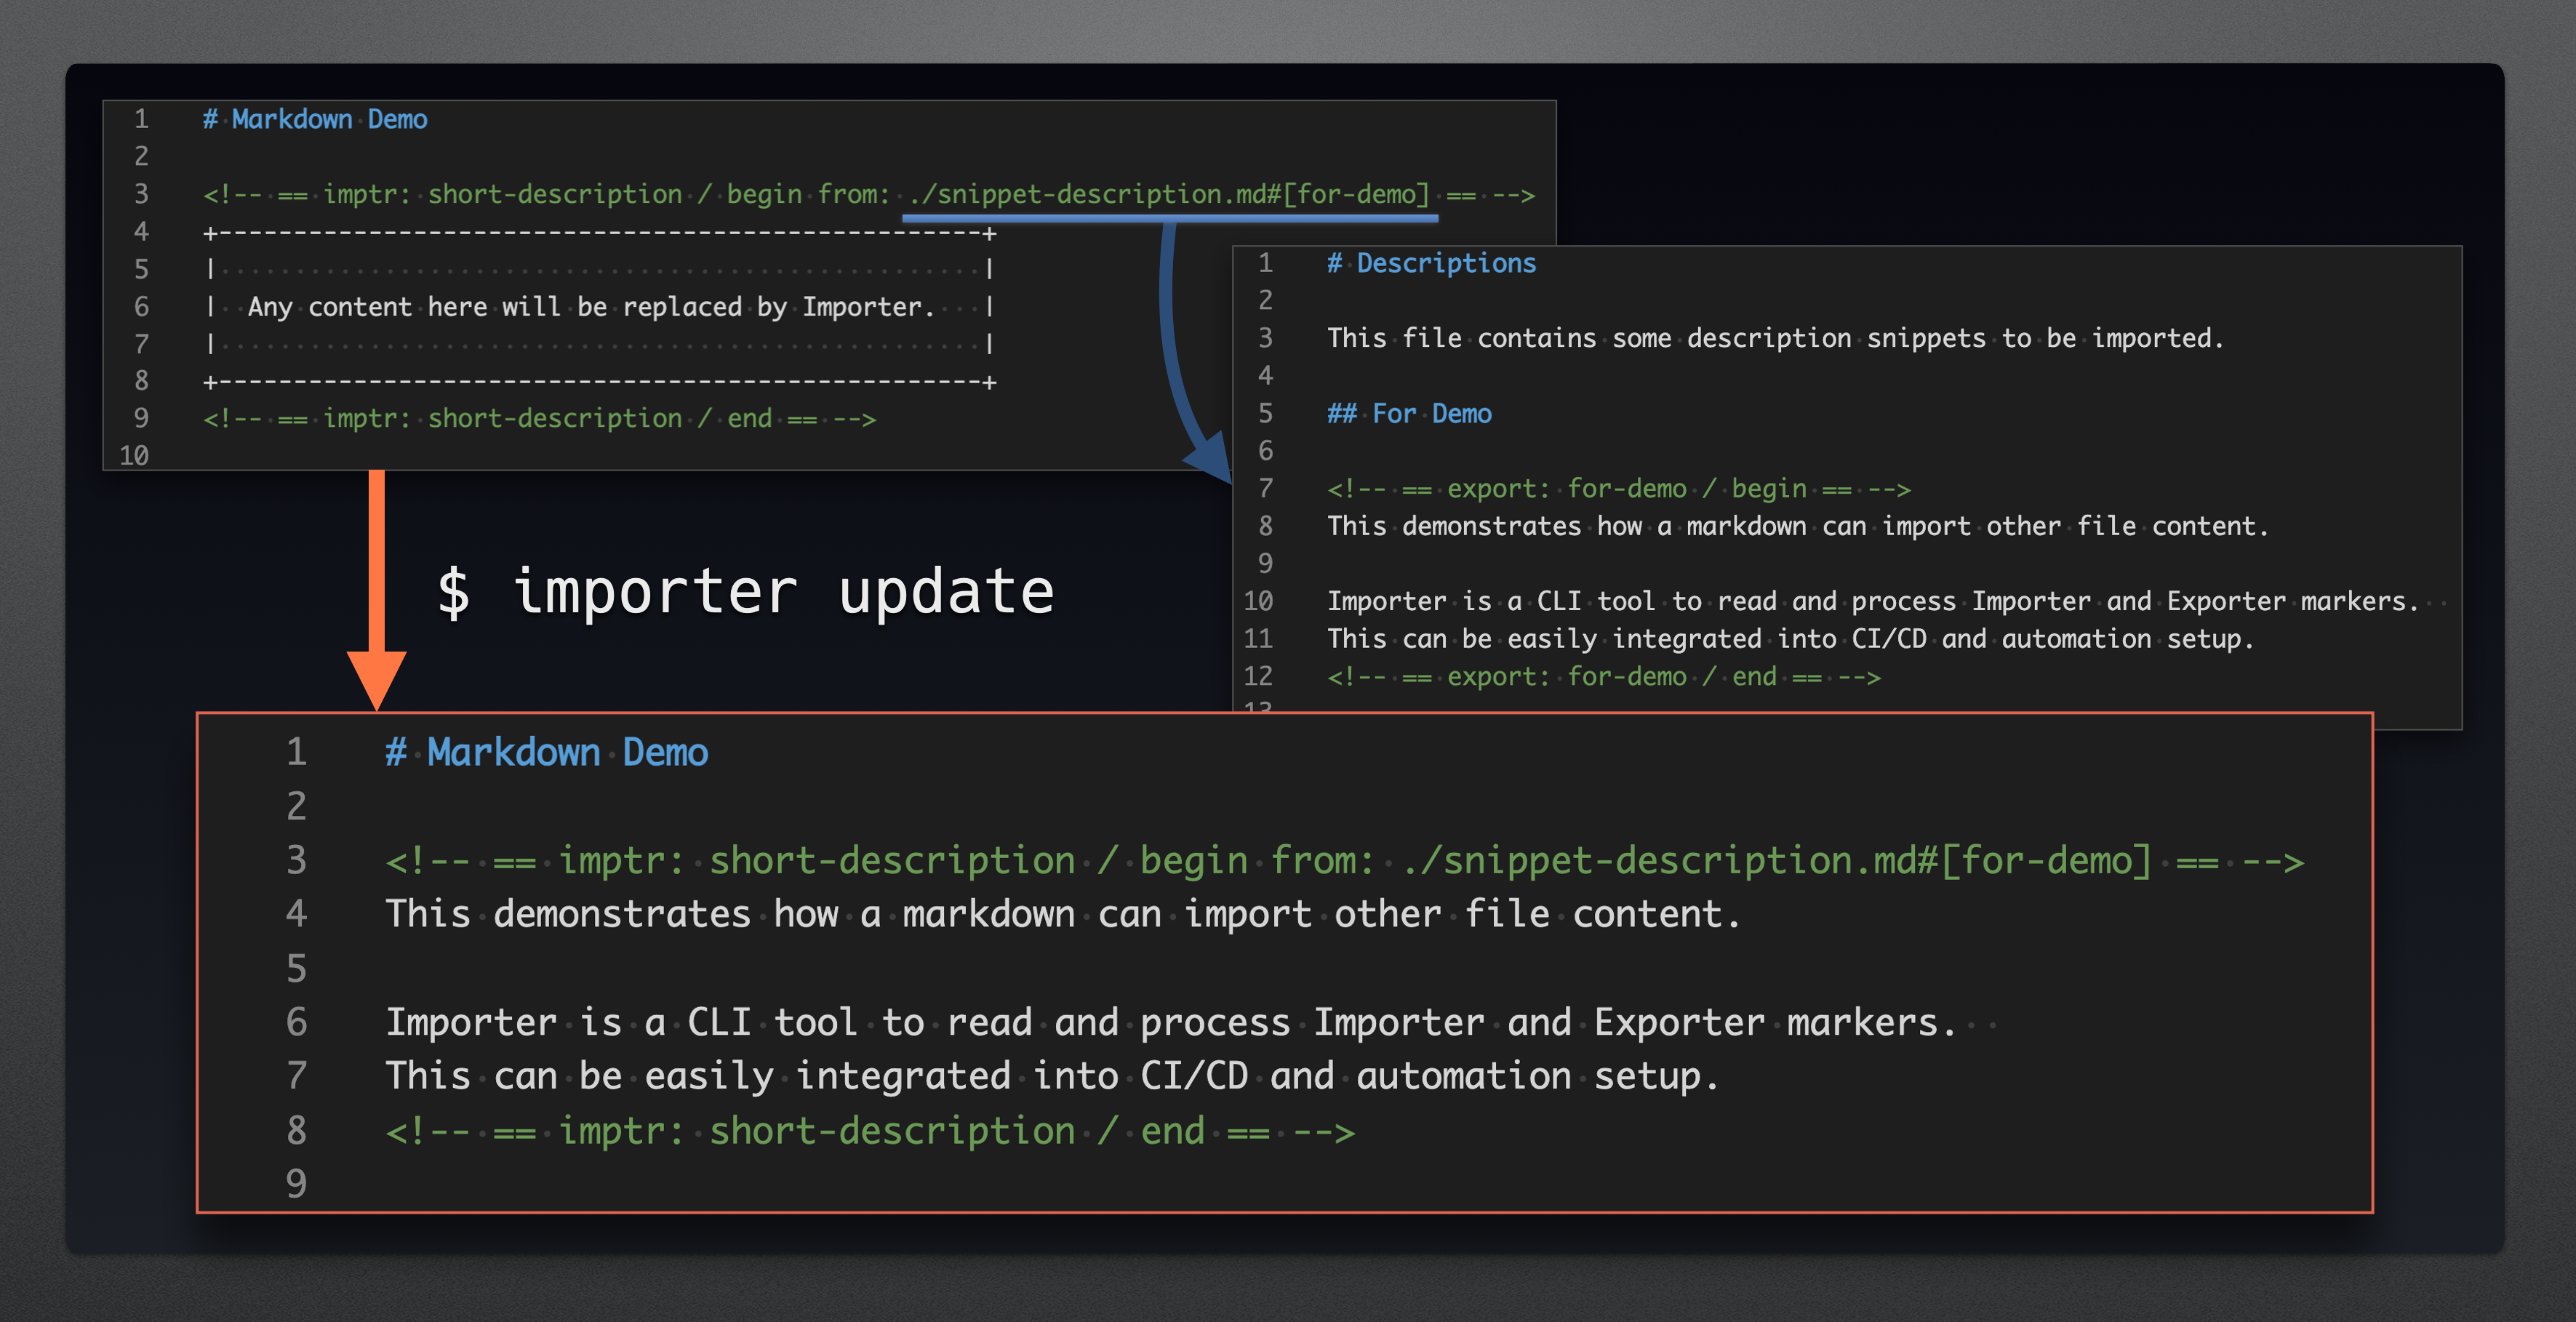 1 # Markdown Demo
2
3 <!-- == imptr: short-description / begin from: ./snippet-description.md#[for-demo] == -->
4 +---------------------------------------------------+
5 | |
6 | Any content here will be replaced by Importer. |
7 | |
8 +---------------------------------------------------+
9 <!-- == imptr: short-description / end == -->
10
1 # Descriptions
2
3 This file contains some description snippets to be imported.
4
5 ## For Demo
6
7 <!-- == export: for-demo / begin == -->
8 This demonstrates how a markdown can import other file content.
9
10 Importer is a CLI tool to read and process Importer and Exporter markers.
11 This can be easily integrated into CI/CD and automation setup.
12 <!-- == export: for-demo / end == -->
13
$ importer update
1 # Markdown Demo
2
3 <!-- == imptr: short-description / begin from: ./snippet-description.md#[for-demo] == -->
4 This demonstrates how a markdown can import other file content.
5
6 Importer is a CLI tool to read and process Importer and Exporter markers.
7 This can be easily integrated into CI/CD and automation setup.
8 <!-- == imptr: short-description / end == -->
9